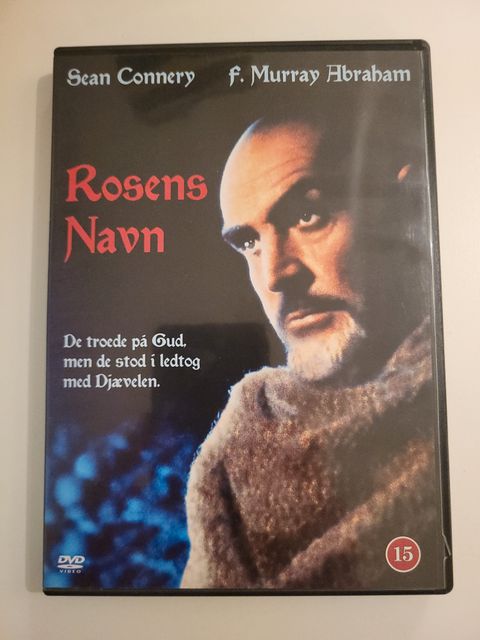 Sean Connery F. Murray Abraham
Rosens
Navn
De troede på Gud,
men de stod i ledtog
med Djævelen.
DVD
VIDEO
15